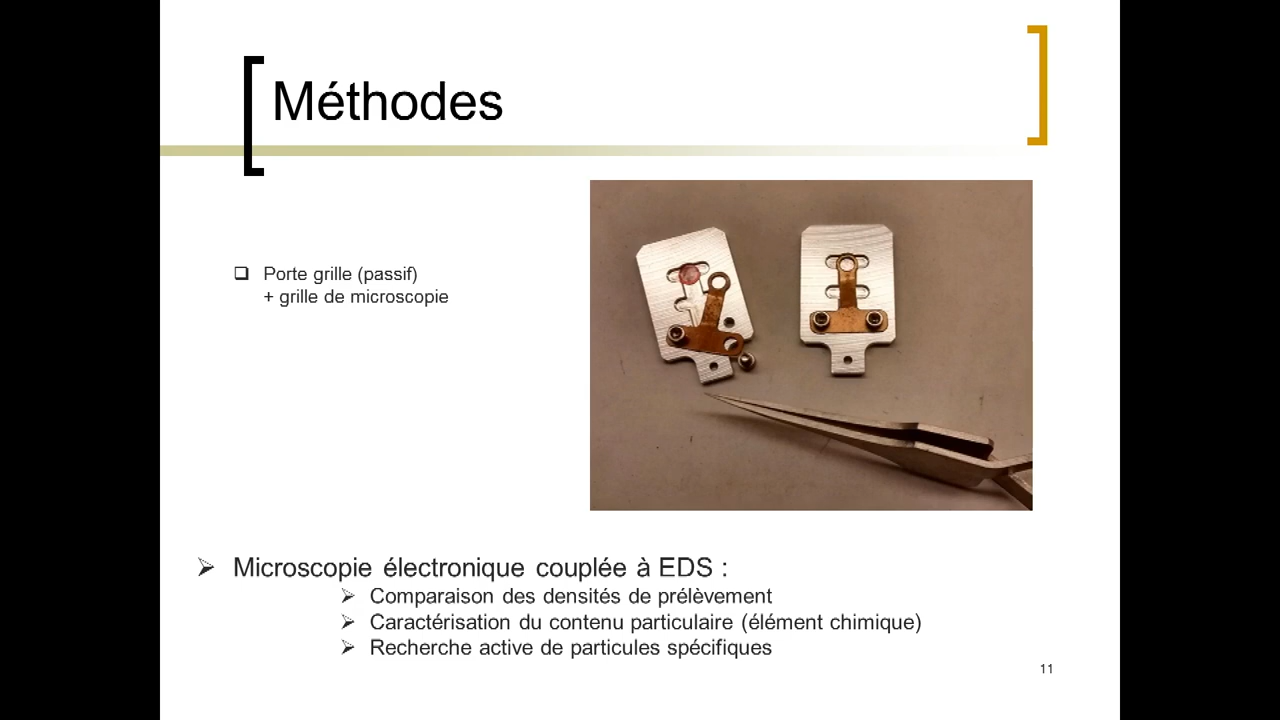 Méthodes
Porte grille (passif)
+ grille de microscopie
Microscopie électronique couplée à EDS :
Comparaison des densités de prélèvement
Caractérisation du contenu particulaire (élément chimique)
Recherche active de particules spécifiques
11